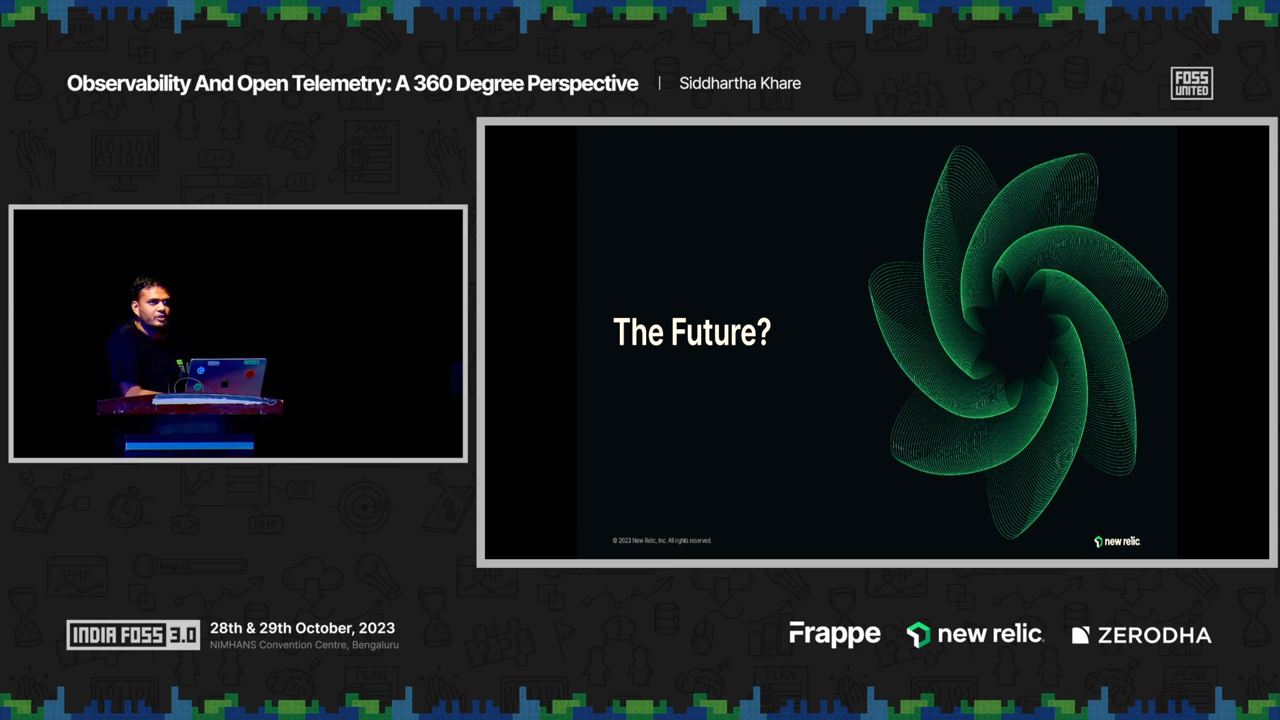 Observability And Open Telemetry: A 360 Degree Perspective | Siddhartha Khare
FOSS
UNITED
The Future?
© 2023 New Relic, Inc. All rights reserved.
new relic
INDIA FOSS 3.0
28th & 29th October, 2023
NIMHANS Convention Centre, Bengaluru
Frappe
new relic
ZERODHA